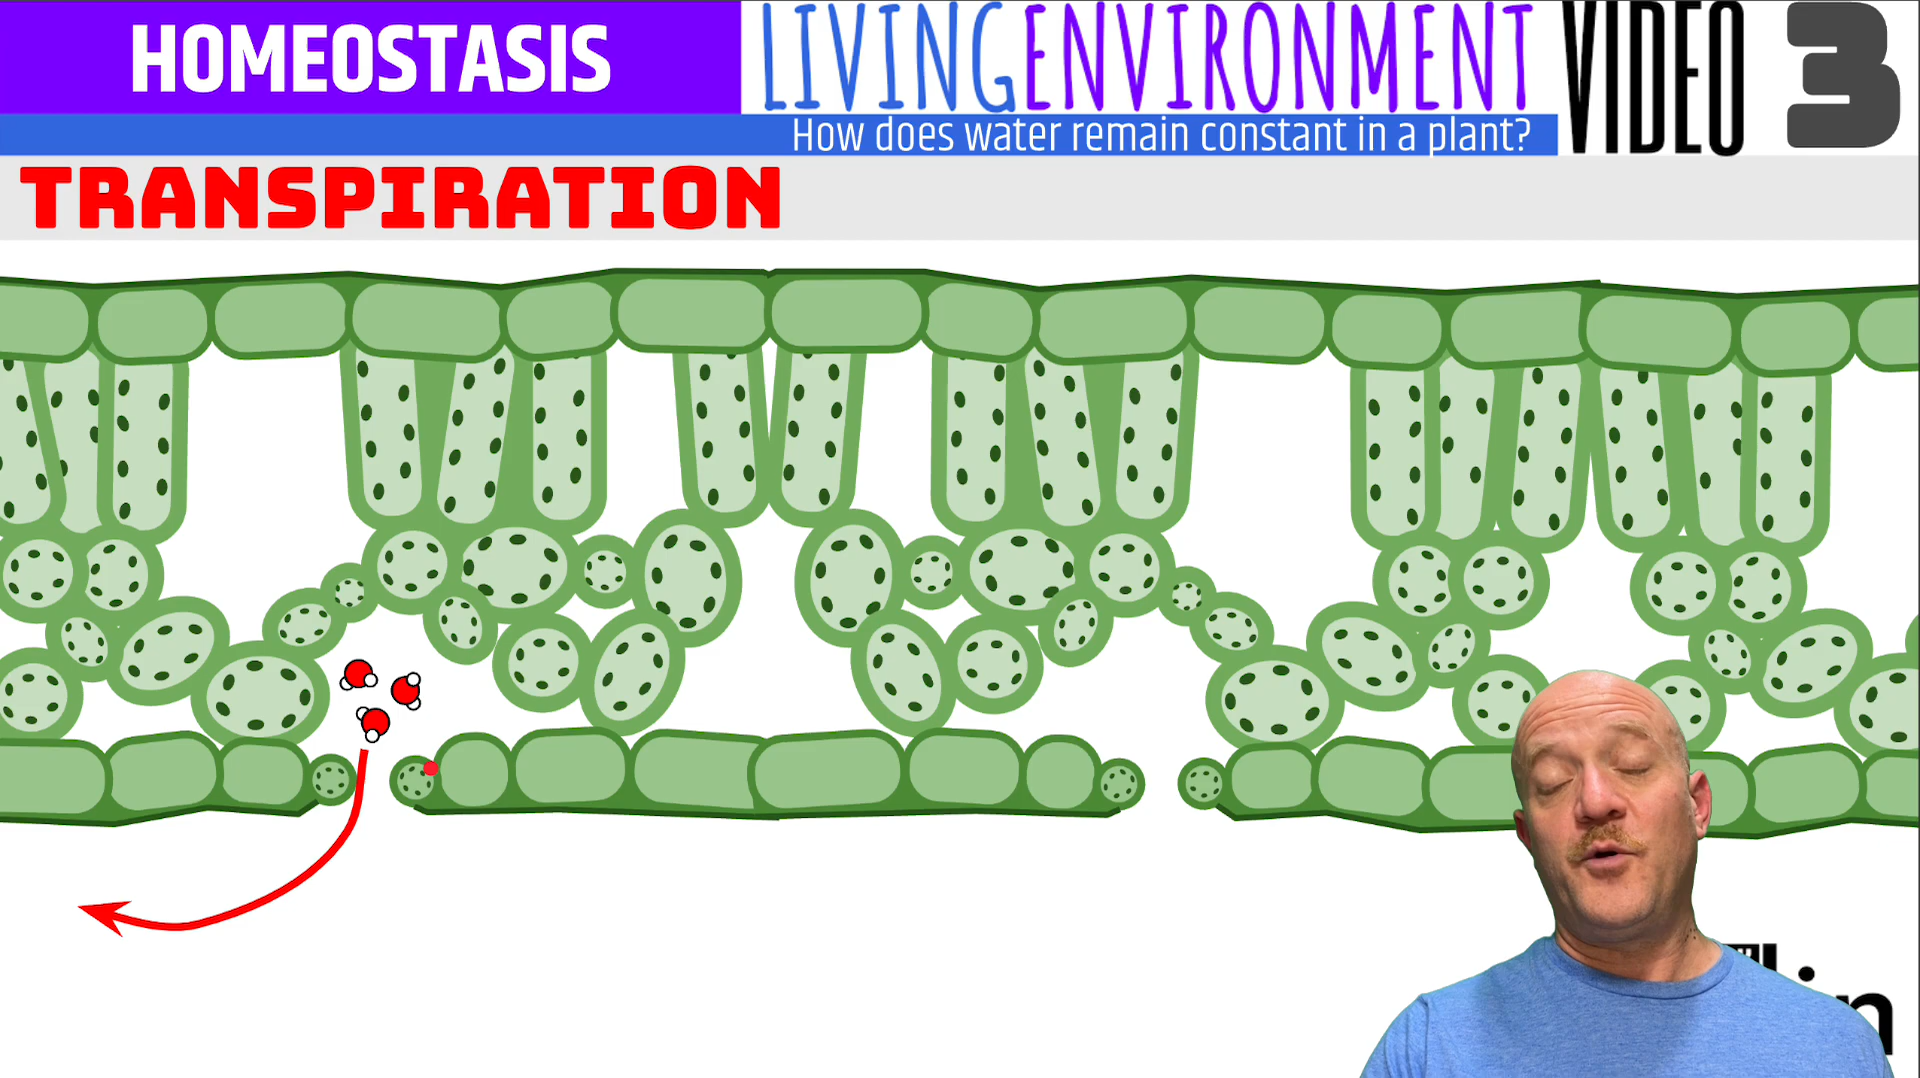 HOMEOSTASIS
LIVINGENVIRONMENT
VIDEO 3
How does water remain constant in a plant?
TRANSPIRATION